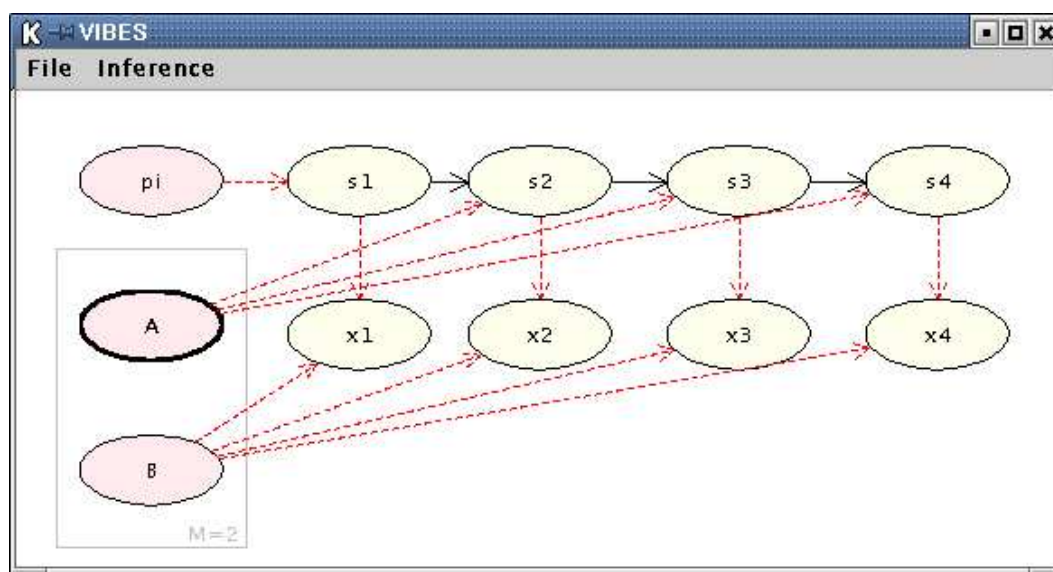 VIBES
File Inference
pi s1 s2 s3 s4
A x1 x2 x3 x4
B
M=2